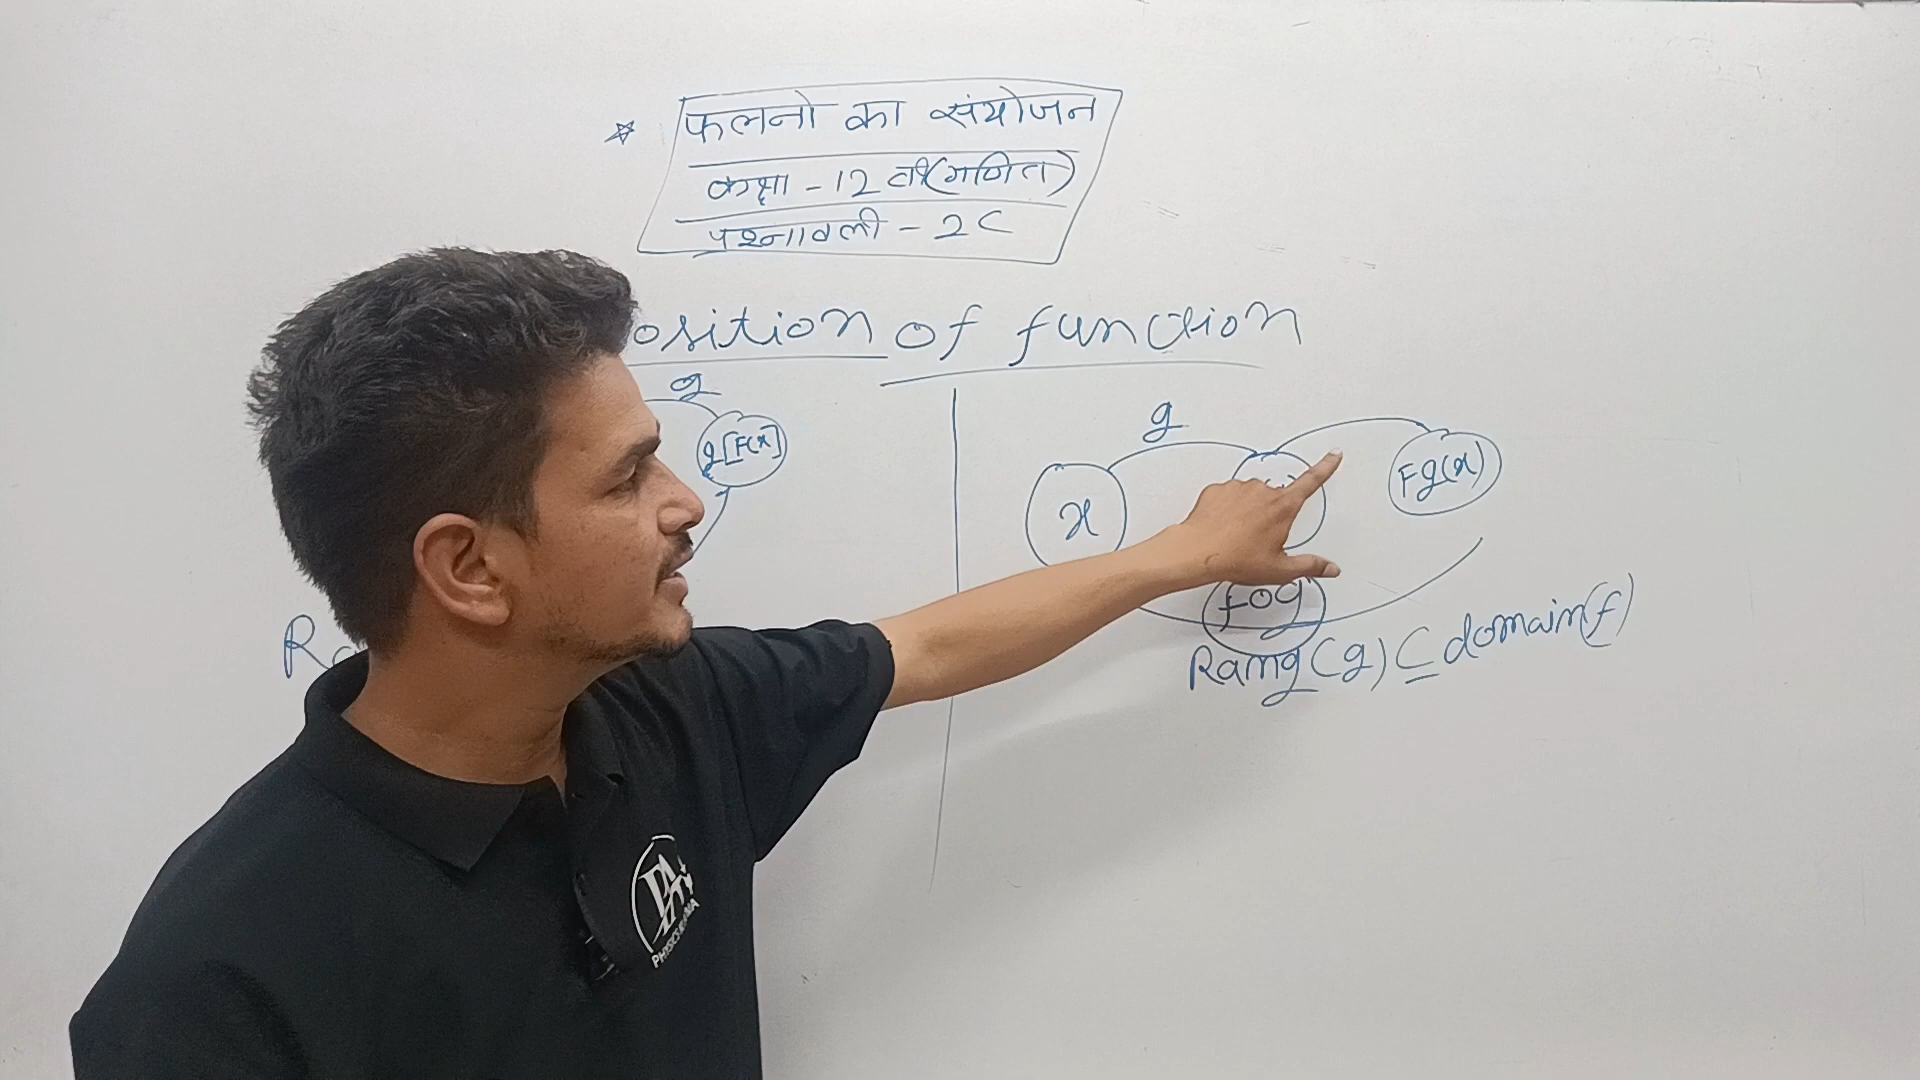 फलनो का संयोजन
कक्षा - 12 वी (गणित)
प्रश्नावली - 2C
osition of function
g
g[F(x)]
g
x
Fg(x)
fog
Rang(g) ⊆ domain(f)